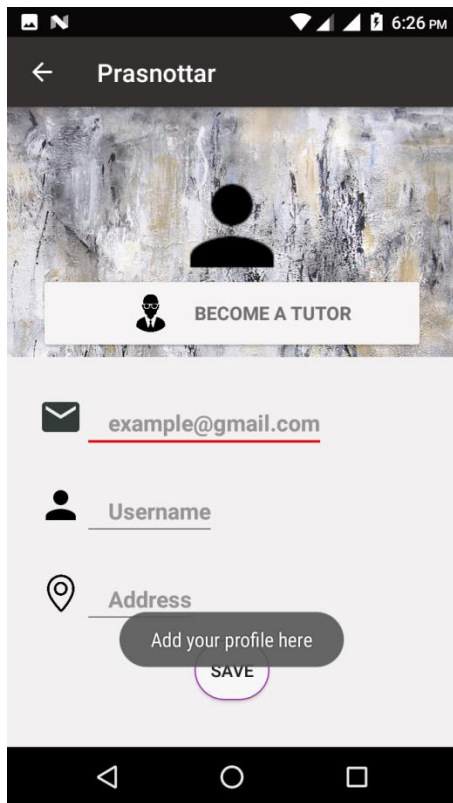 6:26 PM
Prasnottar
BECOME A TUTOR
example@gmail.com
Username
Address
Add your profile here
SAVE